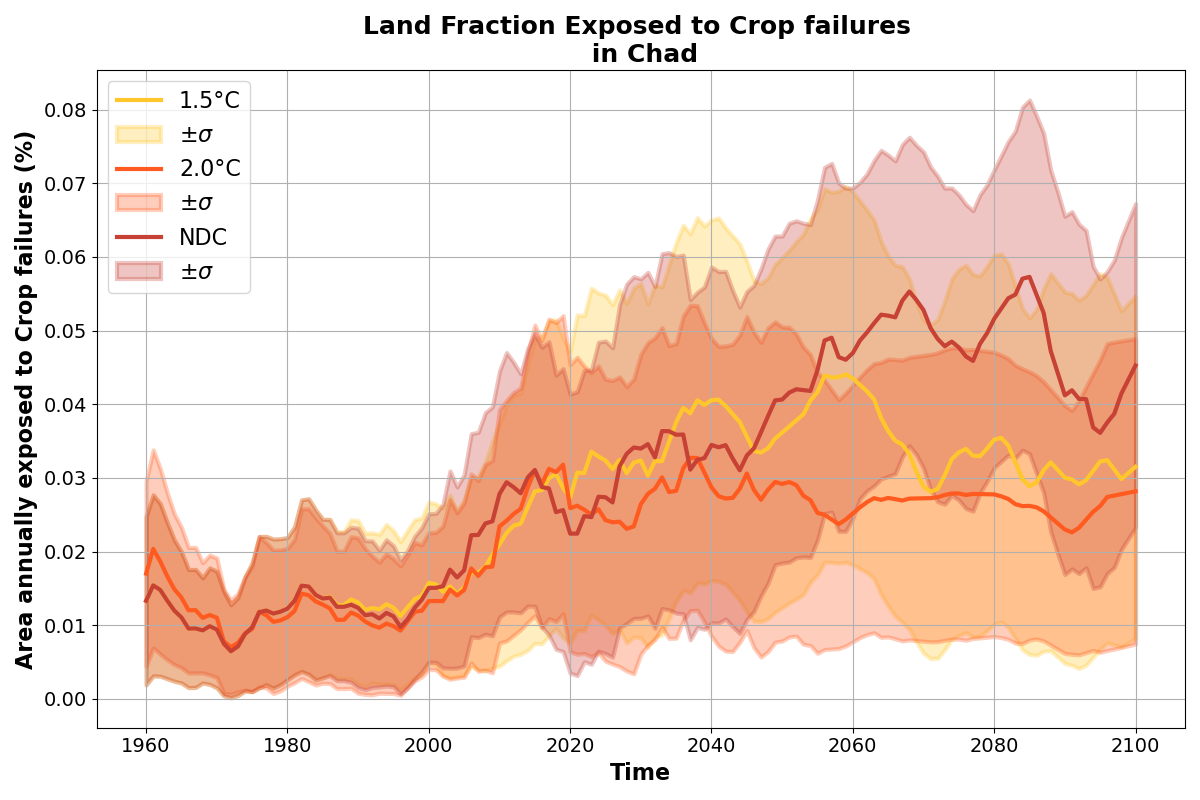 Land Fraction Exposed to Crop failures
in Chad
Area annually exposed to Crop failures (%)
0.08
0.07
0.06
0.05
0.04
0.03
0.02
0.01
0.00
1.5°C
±σ
2.0°C
±σ
NDC
±σ
1960 1980 2000 2020 2040 2060 2080 2100
Time